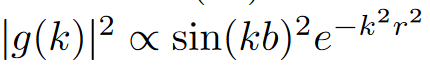 |g(k)|² ∝ sin(kb)²e^{−k²r²}